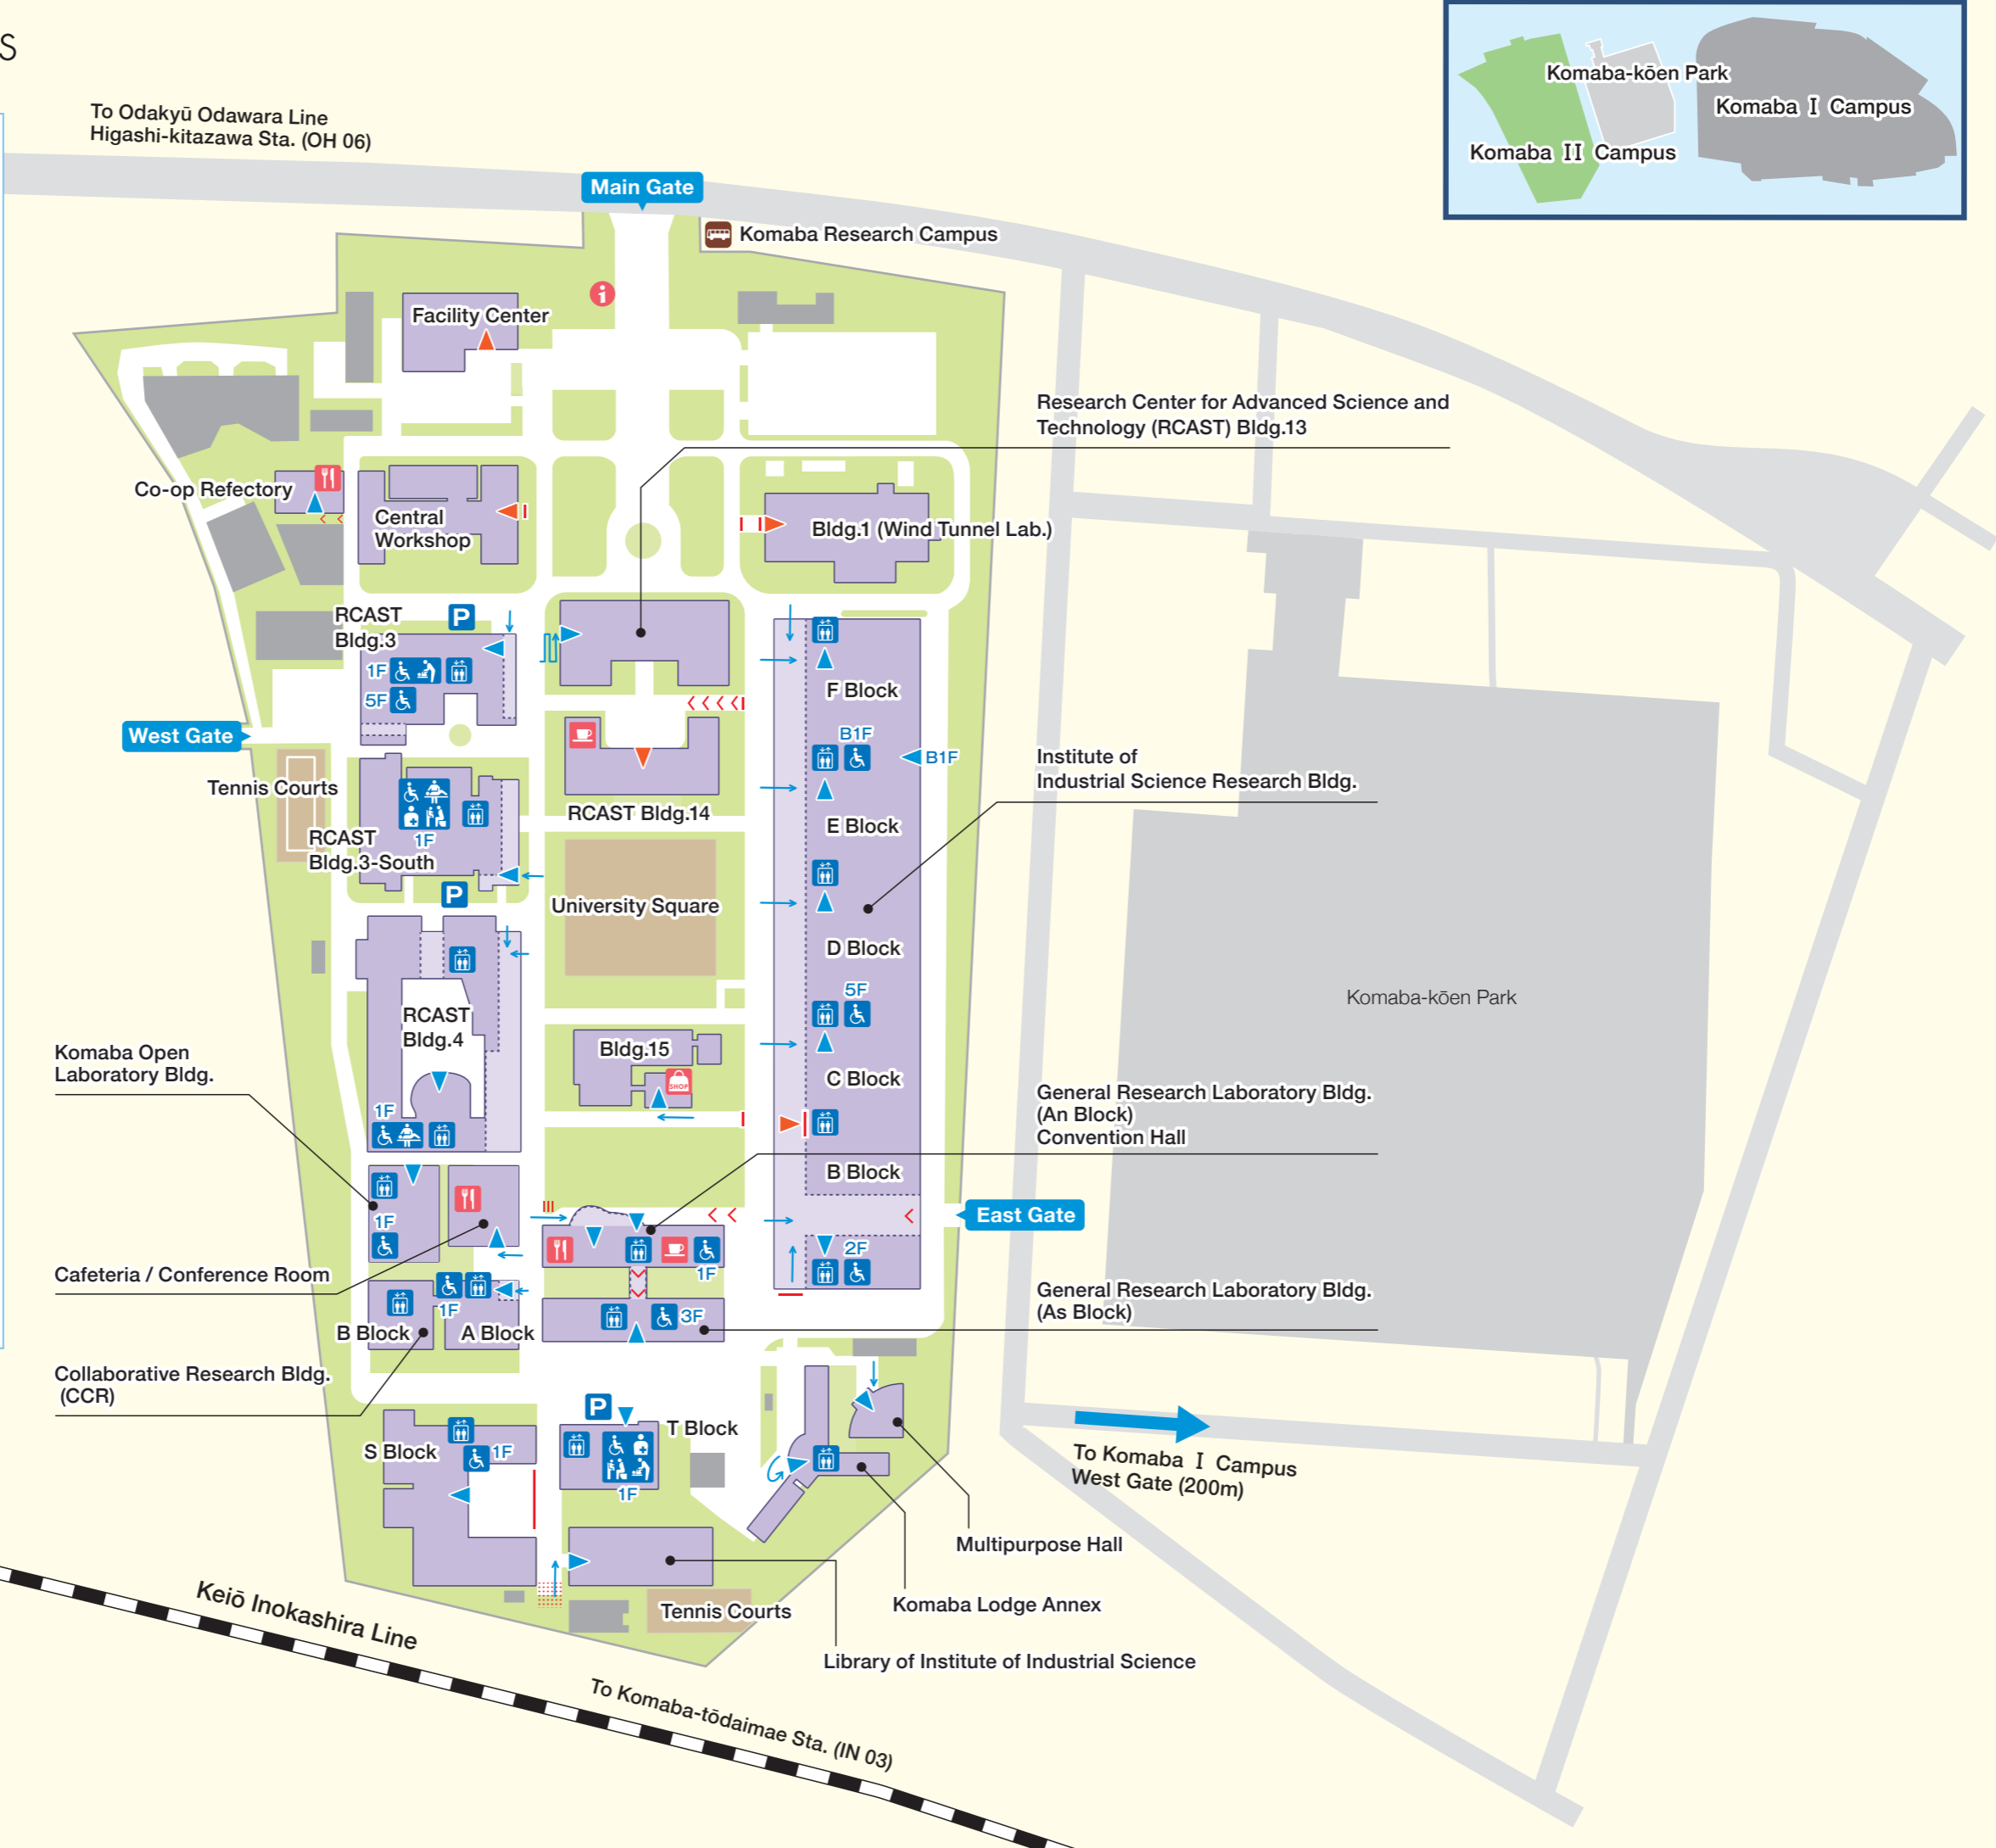 S
Komaba-kōen Park
Komaba I Campus
Komaba II Campus
To Odakyū Odawara Line
Higashi-kitazawa Sta. (OH 06)
Main Gate
Komaba Research Campus
Facility Center
Research Center for Advanced Science and
Technology (RCAST) Bldg.13
Co-op Refectory
Central
Workshop
Bldg.1 (Wind Tunnel Lab.)
RCAST
Bldg.3
P
1F
5F
F Block
West Gate
B1F
B1F
Institute of
Industrial Science Research Bldg.
Tennis Courts
RCAST Bldg.14
E Block
RCAST
Bldg.3-South
1F
P
University Square
D Block
5F
Komaba-kōen Park
RCAST
Bldg.4
Bldg.15
SHOP
C Block
Komaba Open
Laboratory Bldg.
1F
General Research Laboratory Bldg.
(An Block)
Convention Hall
B Block
1F
East Gate
2F
1F
Cafeteria / Conference Room
General Research Laboratory Bldg.
(As Block)
1F
3F
B Block
A Block
Collaborative Research Bldg.
(CCR)
P
T Block
S Block
1F
1F
To Komaba I Campus
West Gate (200m)
Multipurpose Hall
Komaba Lodge Annex
Tennis Courts
Library of Institute of Industrial Science
Keiō Inokashira Line
To Komaba-tōdaimae Sta. (IN 03)